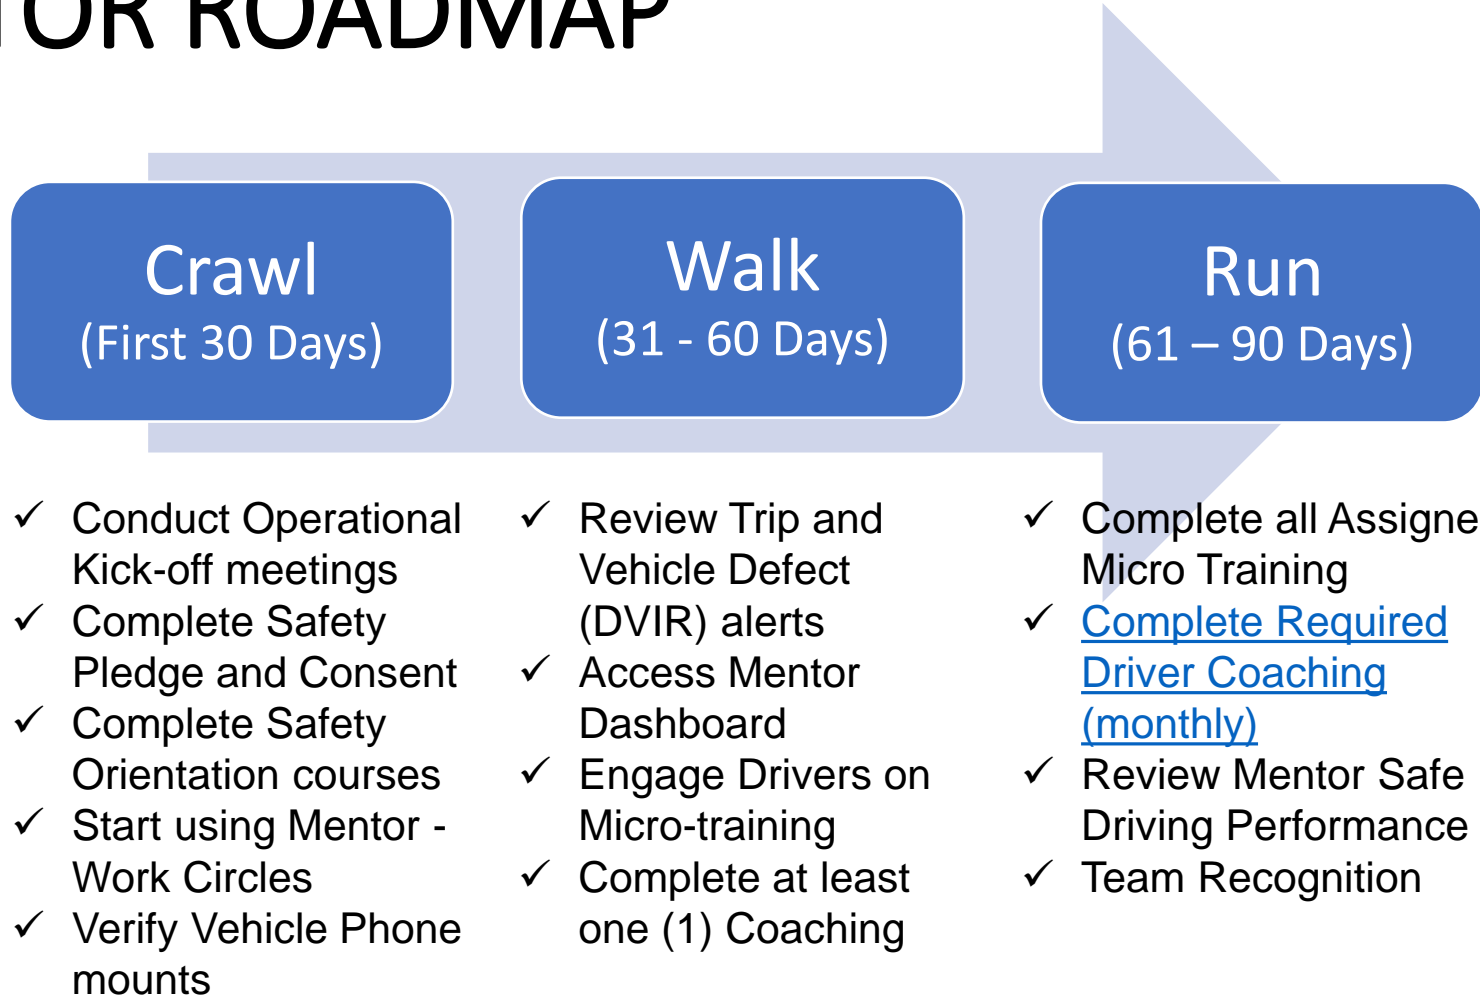 TOR ROADMAP
Crawl
(First 30 Days)
✓ Conduct Operational
Kick-off meetings
✓ Complete Safety
Pledge and Consent
✓ Complete Safety
Orientation courses
✓ Start using Mentor -
Work Circles
✓ Verify Vehicle Phone
mounts
Walk
(31 - 60 Days)
✓ Review Trip and
Vehicle Defect
(DVIR) alerts
✓ Access Mentor
Dashboard
✓ Engage Drivers on
Micro-training
✓ Complete at least
one (1) Coaching
Run
(61 – 90 Days)
✓ Complete all Assigne
Micro Training
✓ Complete Required
Driver Coaching
(monthly)
✓ Review Mentor Safe
Driving Performance
✓ Team Recognition